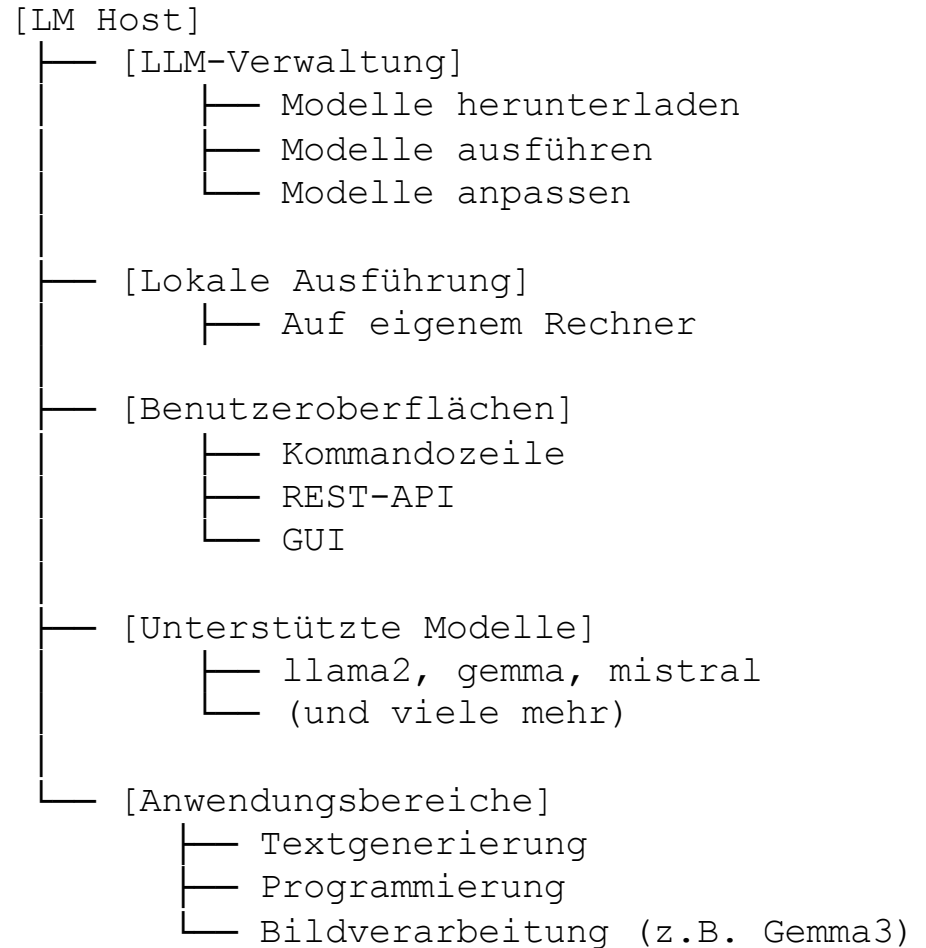 [LM Host]
[LLM-Verwaltung]
Modelle herunterladen
Modelle ausführen
Modelle anpassen
[Lokale Ausführung]
Auf eigenem Rechner
[Benutzeroberflächen]
Kommandozeile
REST-API
GUI
[Unterstützte Modelle]
llama2, gemma, mistral
(und viele mehr)
[Anwendungsbereiche]
Textgenerierung
Programmierung
Bildverarbeitung (z.B. Gemma3)